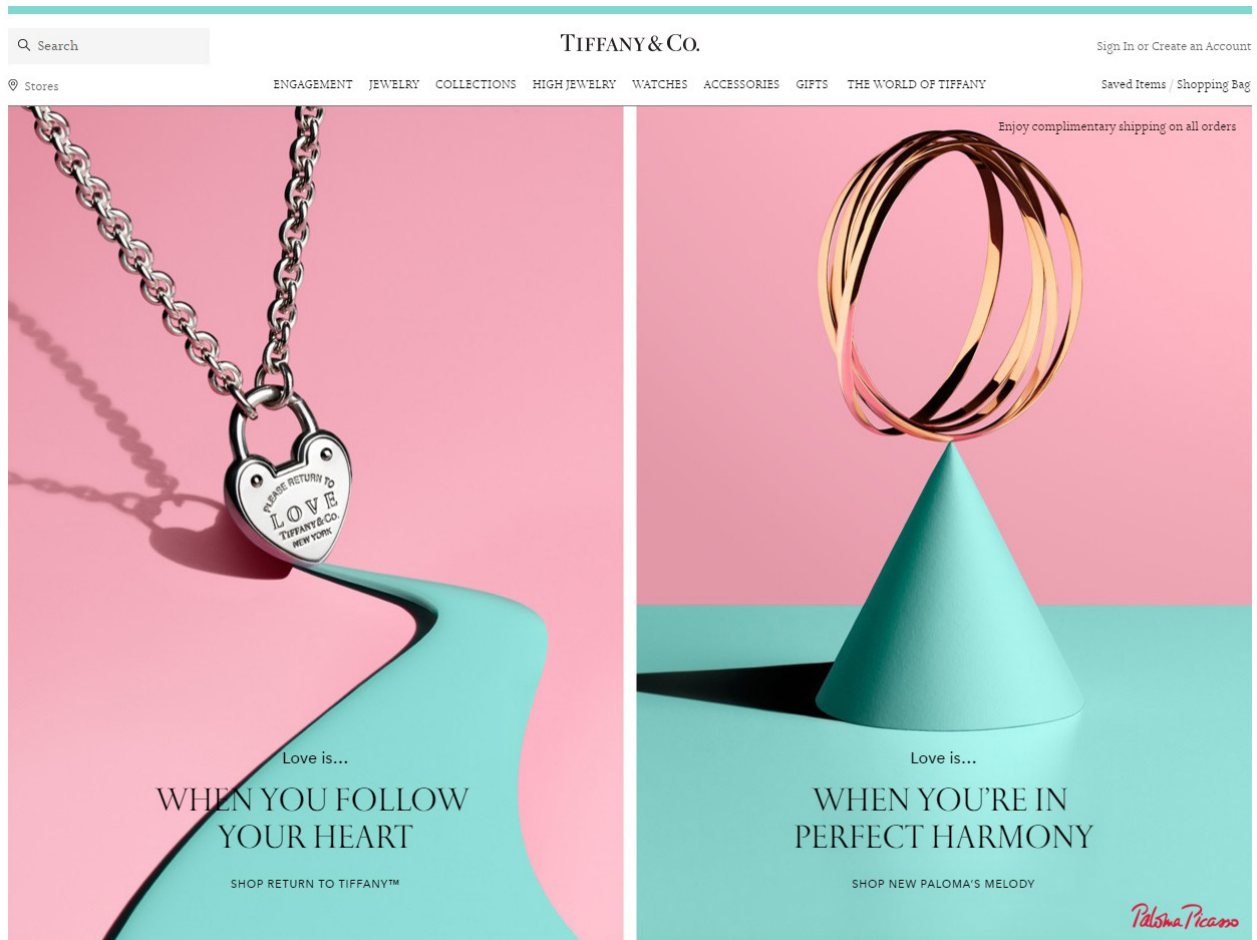 Search
TIFFANY & CO.
Sign In or Create an Account
Stores
ENGAGEMENT JEWELRY COLLECTIONS HIGH JEWELRY WATCHES ACCESSORIES GIFTS THE WORLD OF TIFFANY
Saved Items / Shopping Bag
PLEASE RETURN TO
LOVE
TIFFANY & Co.
NEW YORK
Love is...
WHEN YOU FOLLOW
YOUR HEART
SHOP RETURN TO TIFFANY™
Enjoy complimentary shipping on all orders
Love is...
WHEN YOU'RE IN
PERFECT HARMONY
SHOP NEW PALOMA'S MELODY
Paloma Picasso